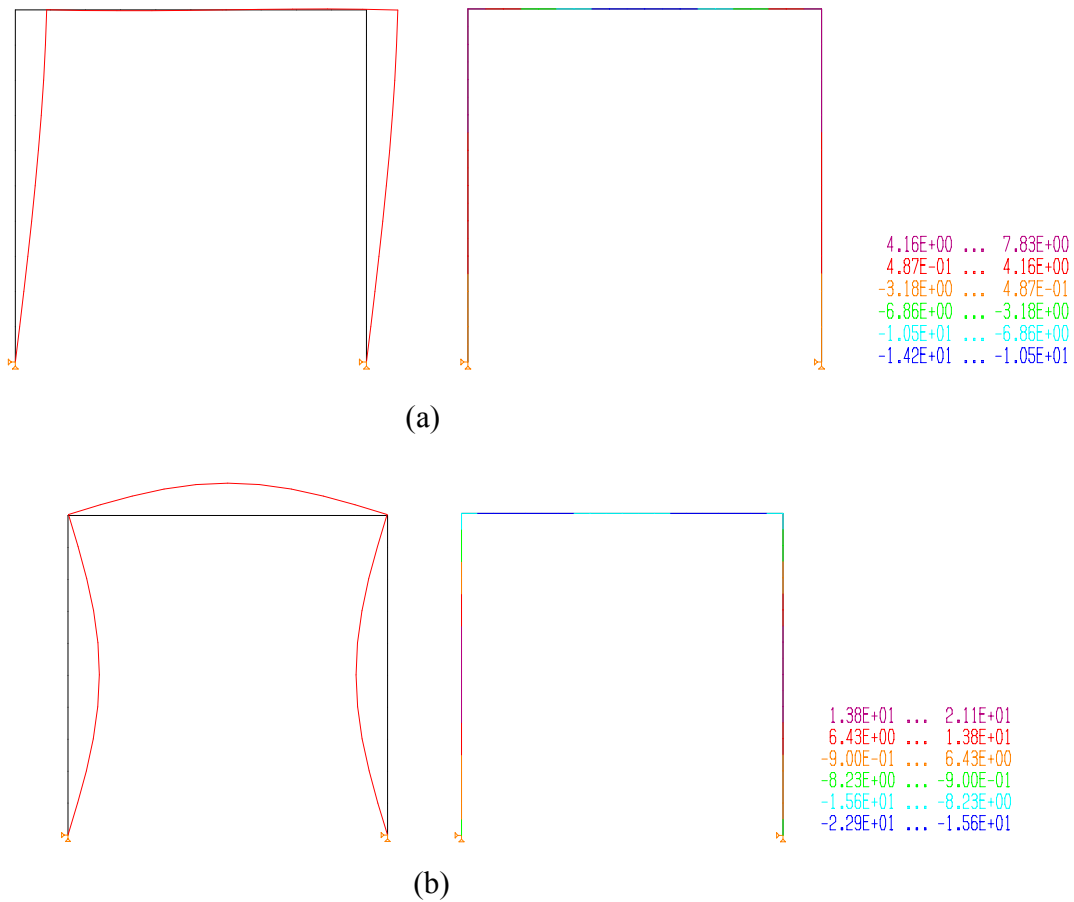 4.16E+00 ... 7.83E+00
4.87E-01 ... 4.16E+00
-3.18E+00 ... 4.87E-01
-6.86E+00 ... -3.18E+00
-1.05E+01 ... -6.86E+00
-1.42E+01 ... -1.05E+01
(a)
1.38E+01 ... 2.11E+01
6.43E+00 ... 1.38E+01
-9.00E-01 ... 6.43E+00
-8.23E+00 ... -9.00E-01
-1.56E+01 ... -8.23E+00
-2.29E+01 ... -1.56E+01
(b)